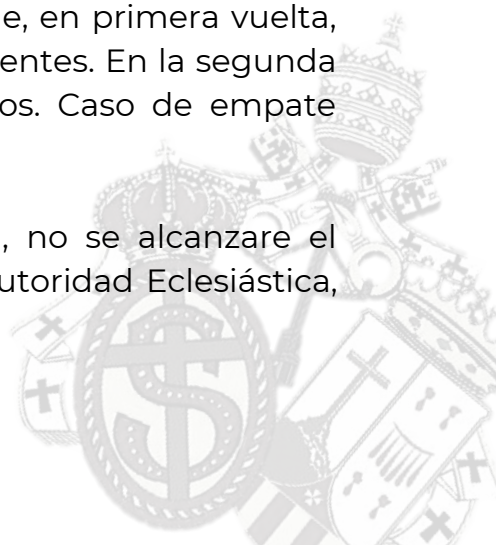 e, en primera vuelta,
entes. En la segunda
os. Caso de empate
, no se alcanzare el
utoridad Eclesiástica,